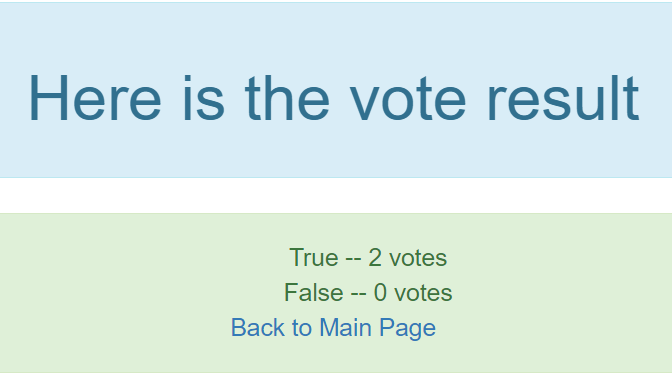 Here is the vote result
True -- 2 votes
False -- 0 votes
Back to Main Page